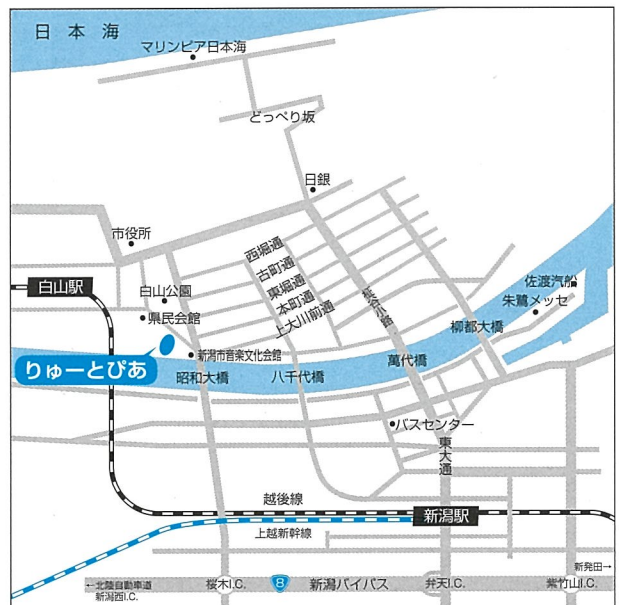 日本海
マリンピア日本海
どっぺり坂
日銀
市役所
西堀通
古町通
東堀通
本町通
上大川前通
白山駅
白山公園
県民会館
佐渡汽船
朱鷺メッセ
柳都大橋
新潟市音楽文化会館
りゅーとぴあ
昭和大橋
八千代橋
萬代橋
バスセンター
東大通
越後線
新潟駅
上越新幹線
新発田→
←北陸自動車道
新潟西I.C.
桜木I.C.
8
新潟バイパス
弁天I.C.
紫竹山I.C.